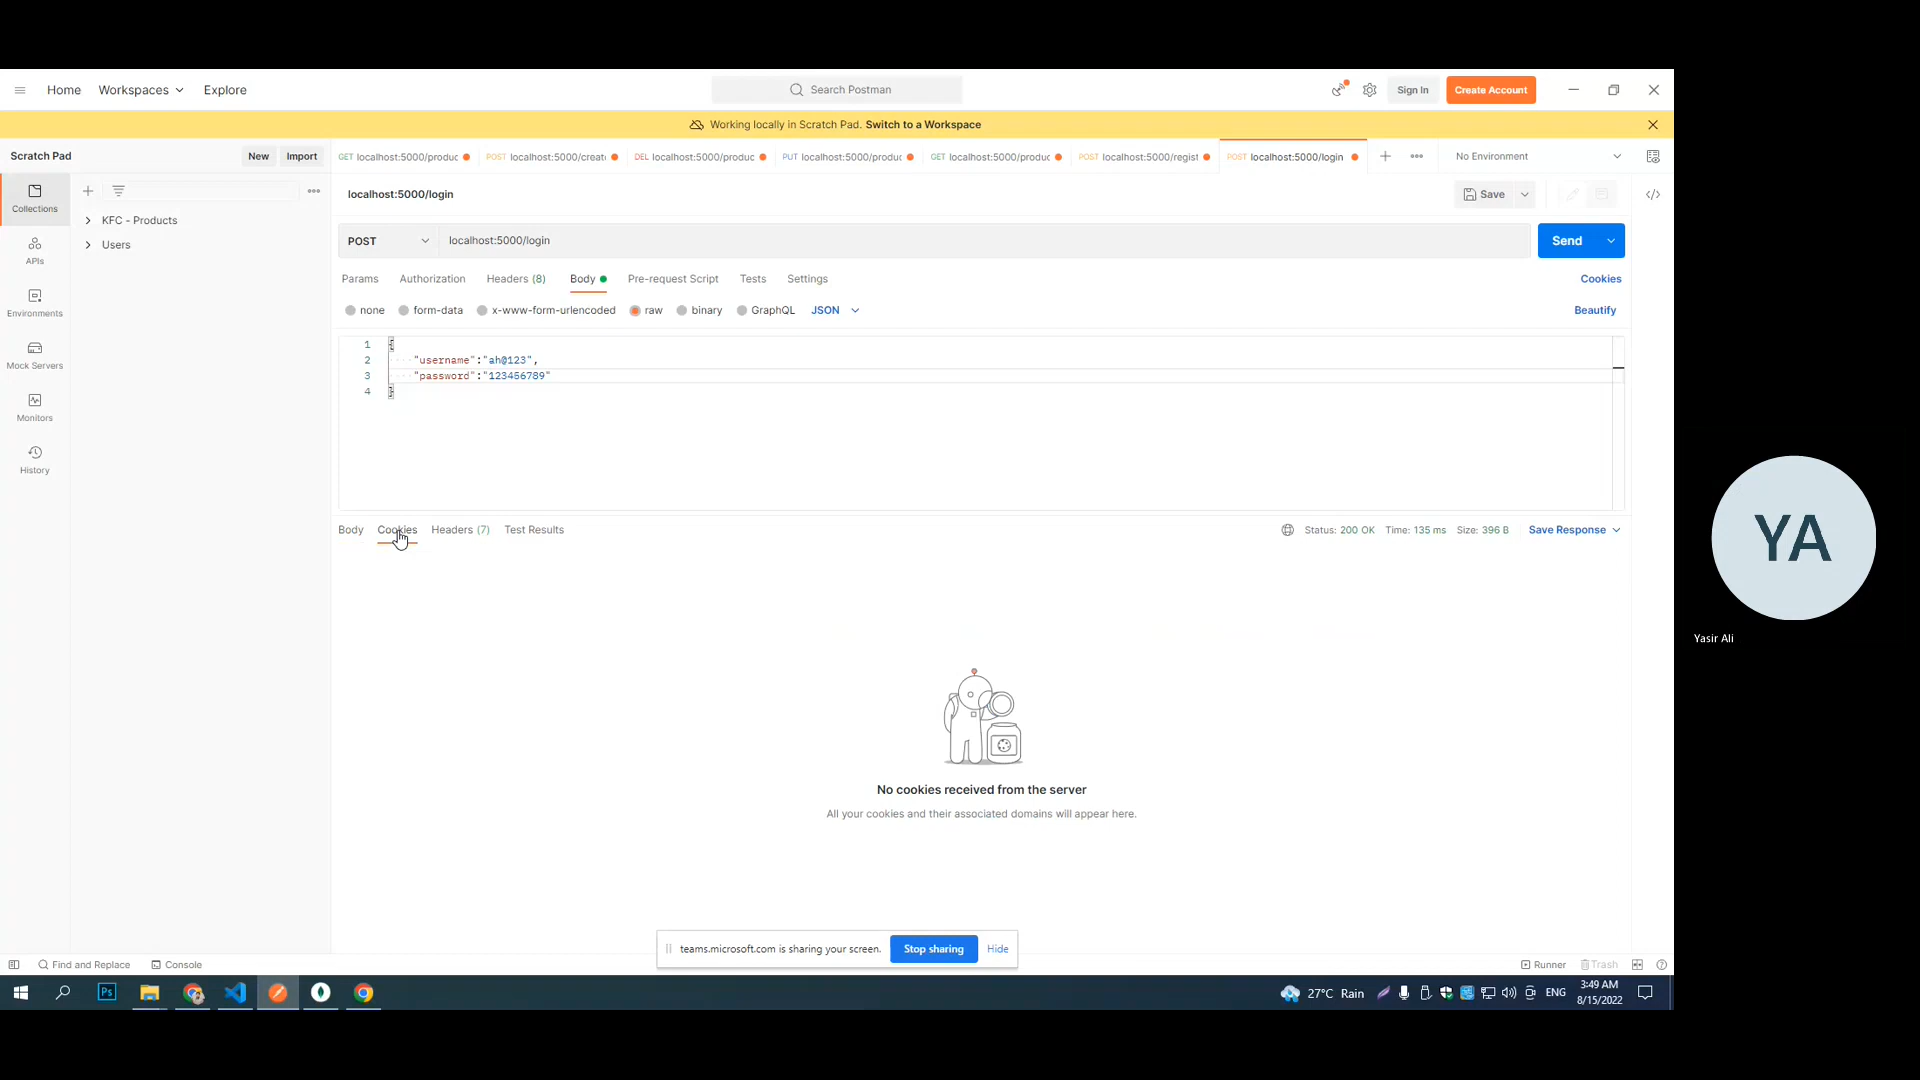 Home Workspaces Explore Search Postman Sign In Create Account
Working locally in Scratch Pad. Switch to a Workspace
Scratch Pad New Import GET localhost:5000/produc POST localhost:5000/creat DEL localhost:5000/produc PUT localhost:5000/produc GET localhost:5000/produc POST localhost:5000/regist POST localhost:5000/login No Environment
Collections
localhost:5000/login Save
KFC - Products
Users
APIs
Environments
Mock Servers
Monitors
History
POST localhost:5000/login Send
Params Authorization Headers (8) Body Pre-request Script Tests Settings Cookies
none form-data x-www-form-urlencoded raw binary GraphQL JSON Beautify
1 {
2 "username":"ah@123",
3 "password":"123456789"
4 }
Body Cookies Headers (7) Test Results Status: 200 OK Time: 135 ms Size: 396 B Save Response
No cookies received from the server
All your cookies and their associated domains will appear here.
YA
Yasir Ali
teams.microsoft.com is sharing your screen. Stop sharing Hide
Find and Replace Console Runner Trash
Ps 27°C Rain ENG 3:49 AM
8/15/2022